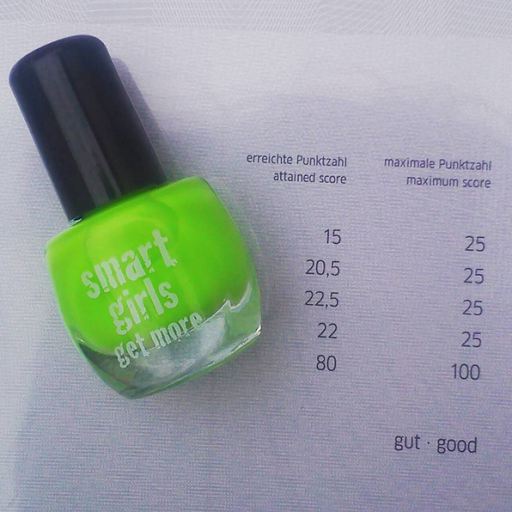 smart
girls
get more
erreichte Punktzahl maximale Punktzahl
attained score maximum score
15 25
20,5 25
22,5 25
22 25
80 100
gut · good